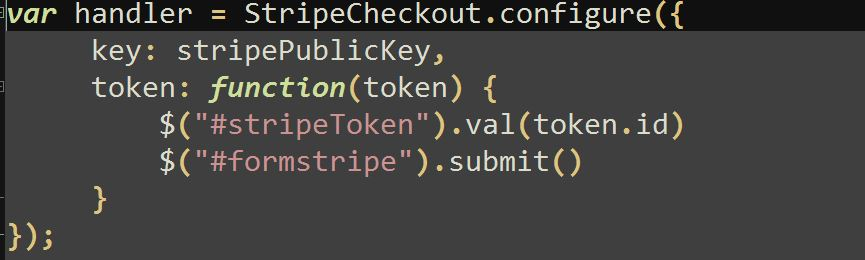 var handler = StripeCheckout.configure({
key: stripePublicKey,
token: function(token) {
$("#stripeToken").val(token.id)
$("#formstripe").submit()
}
});